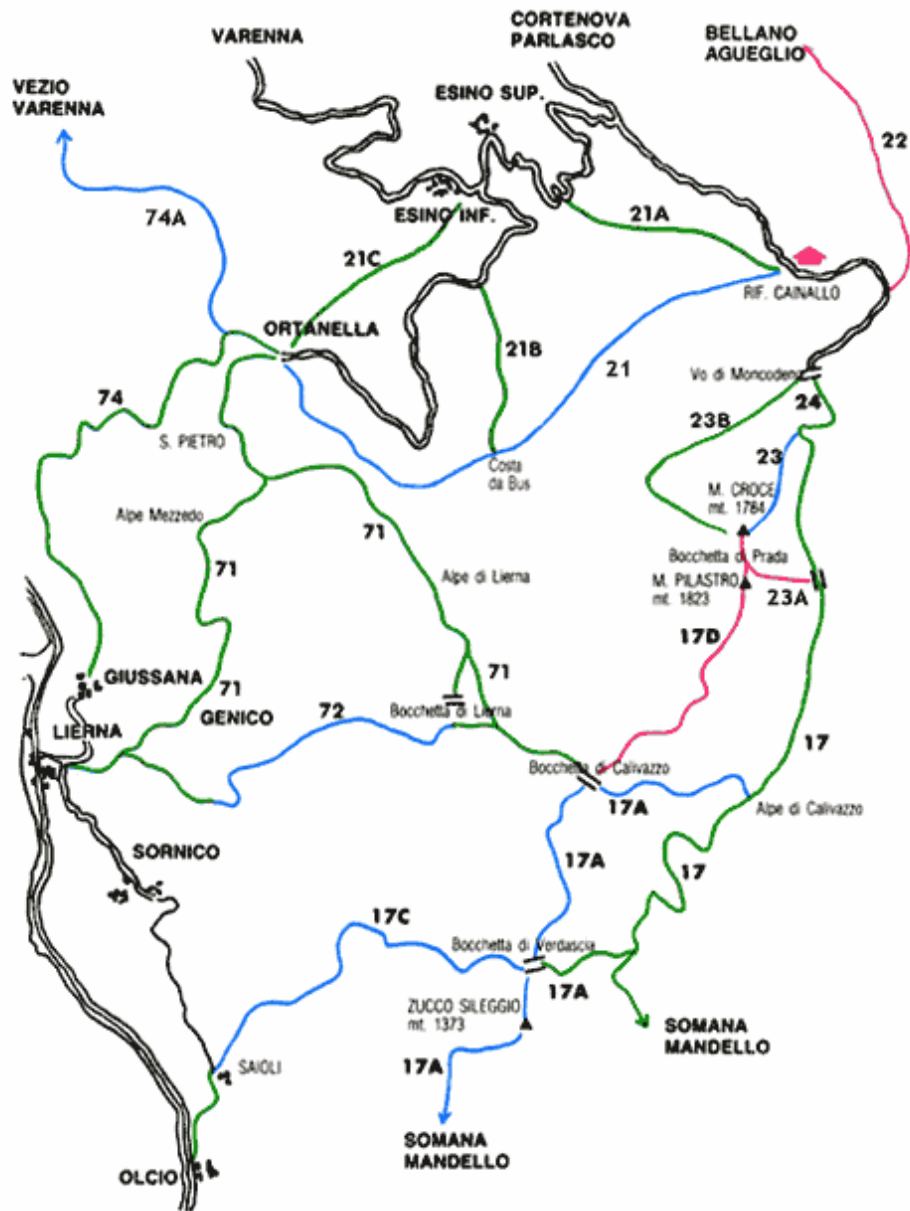 CORTENOVA
PARLASCO
VARENNA
BELLANO
AGUEGLIO
VEZIO
VARENNA
ESINO SUP.
22
ESINO INF.
21A
74A
21C
RIF. CAINALLO
ORTANELLA
21B
21
Vo di Moncodeno
74
24
23B
S. PIETRO
23
Costa
da Bus
M. CROCE
mt. 1784
Alpe Mezzedo
71
Bocchetta di Prada
71
Alpe di Lierna
M. PILASTRO
mt. 1823
23A
17D
GIUSSANA
71
71
GENICO
LIERNA
72
Bocchetta di Lierna
17
Bocchetta di Calivazzo
17A
Alpe di Calivazzo
SORNICO
17A
17
17C
Bocchetta di Verdascia
17A
ZUCCO SILEGGIO
mt. 1373
SOMANA
MANDELLO
SAIOLI
17A
SOMANA
MANDELLO
OLCIO